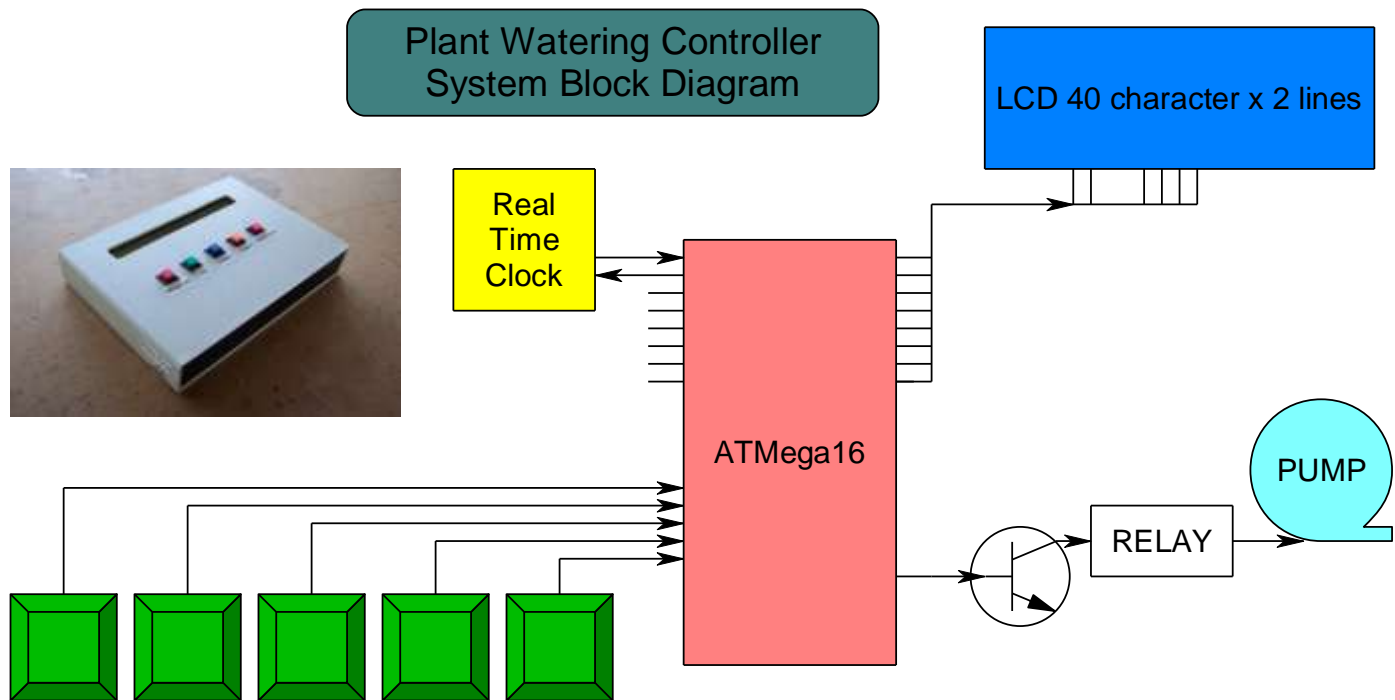 Plant Watering Controller
System Block Diagram
LCD 40 character x 2 lines
Real
Time
Clock
ATMega16
PUMP
RELAY